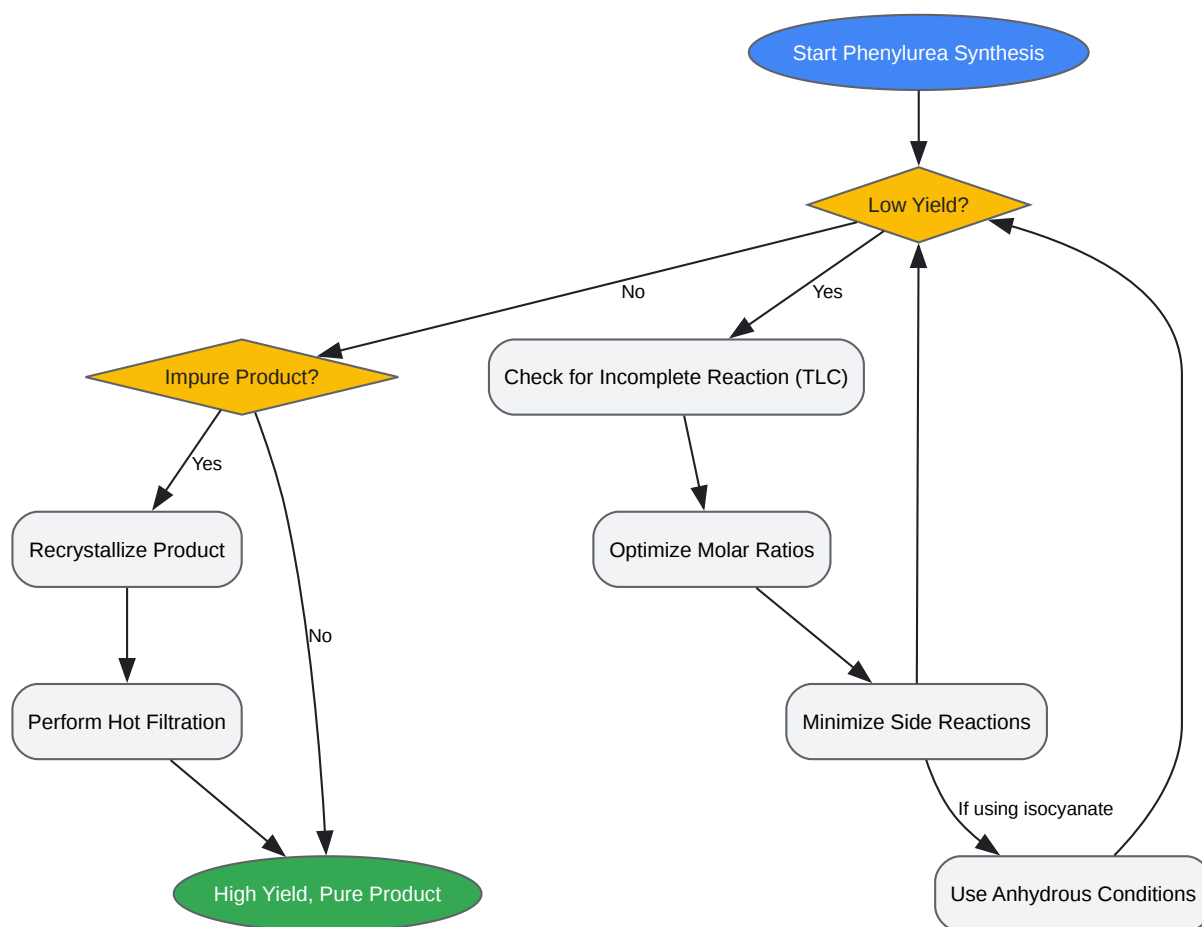 Start Phenylurea Synthesis
Low Yield?
No
Yes
Impure Product?
Check for Incomplete Reaction (TLC)
Yes
Recrystallize Product
Optimize Molar Ratios
No
Perform Hot Filtration
Minimize Side Reactions
If using isocyanate
High Yield, Pure Product
Use Anhydrous Conditions